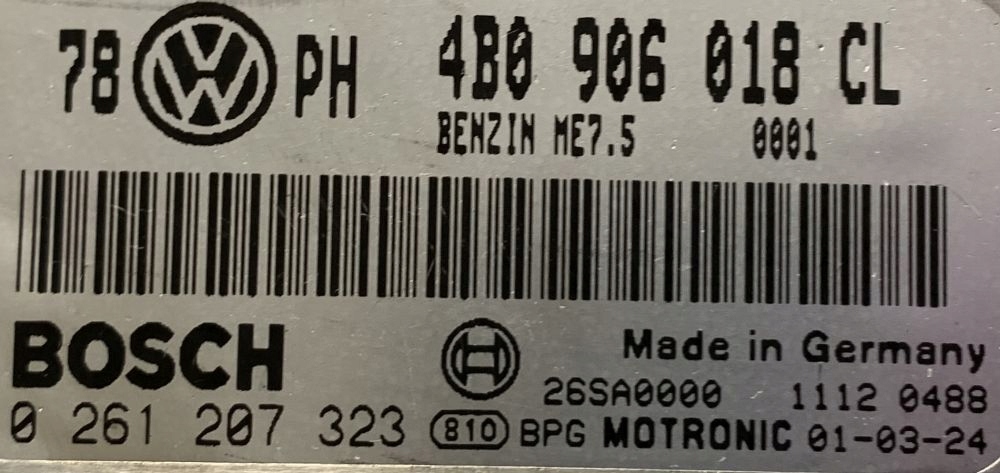 78 VW PH 4B0 906 018 CL
BENZIN ME7.5 0001
BOSCH
Made in Germany
26SA0000 1112 0488
0 261 207 323 810 BPG MOTRONIC 01-03-24